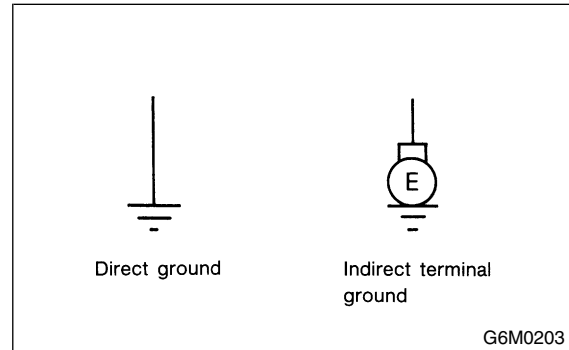 E
Direct ground
Indirect terminal
ground
G6M0203